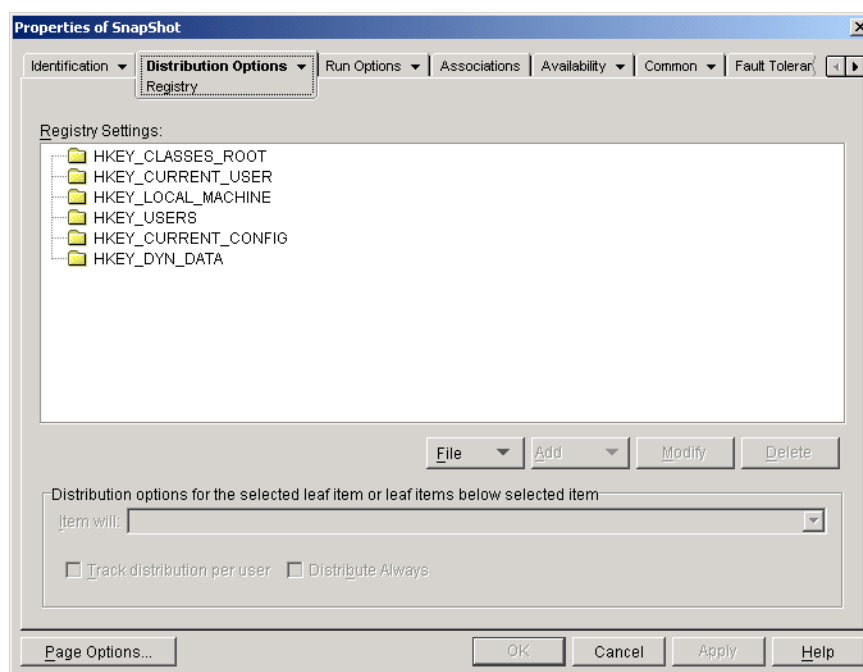 Properties of SnapShot
Identification Distribution Options Run Options Associations Availability Common Fault Toleran
Registry
Registry Settings:
HKEY_CLASSES_ROOT
HKEY_CURRENT_USER
HKEY_LOCAL_MACHINE
HKEY_USERS
HKEY_CURRENT_CONFIG
HKEY_DYN_DATA
File Add Modify Delete
Distribution options for the selected leaf item or leaf items below selected item
Item will:
Track distribution per user Distribute Always
Page Options... OK Cancel Apply Help